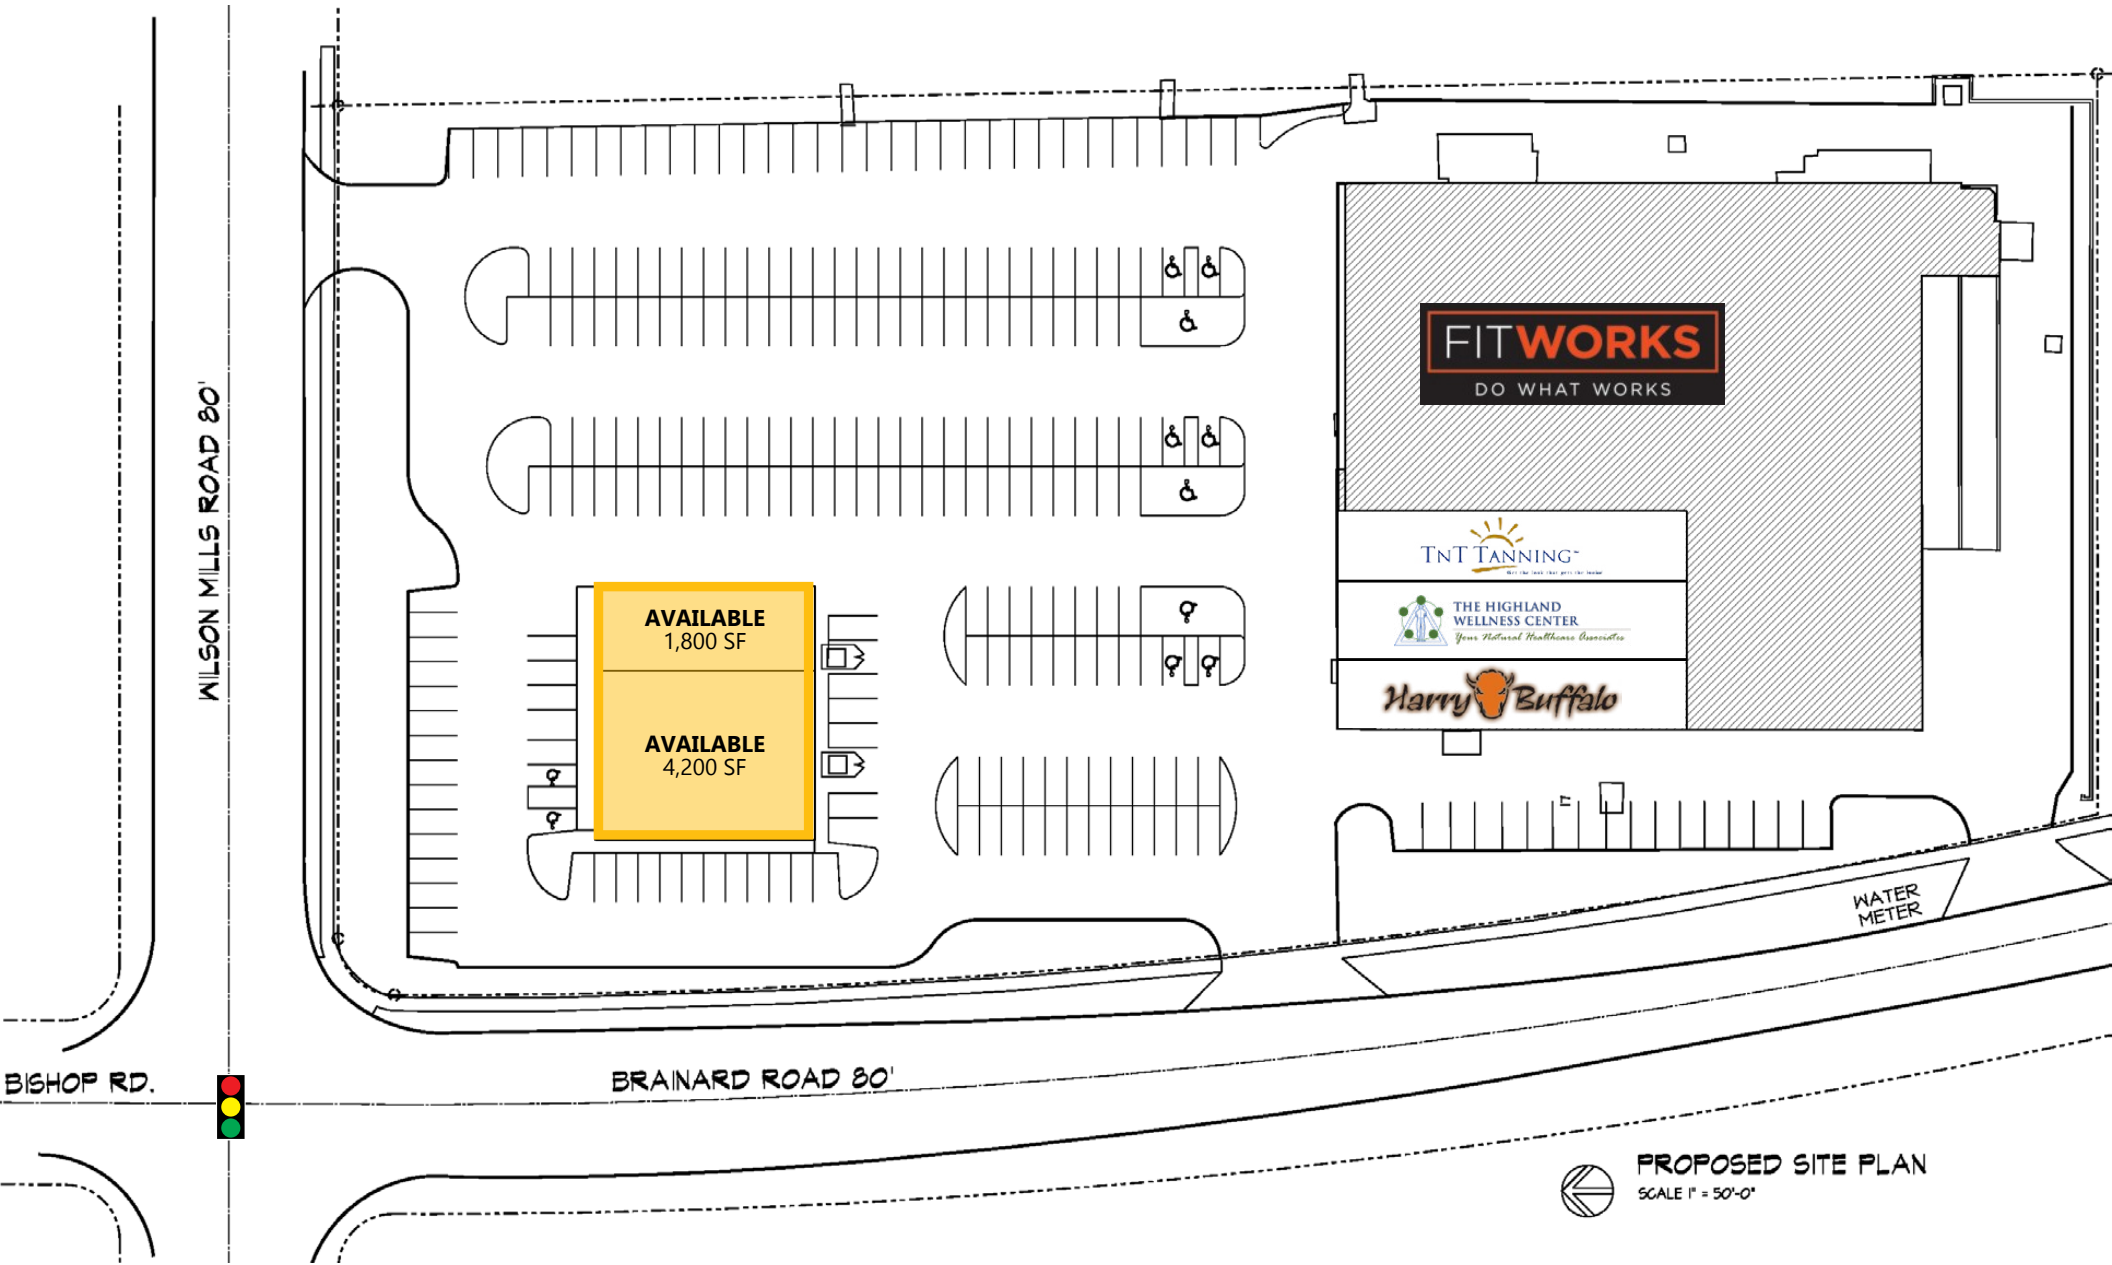 FITWORKS
DO WHAT WORKS
WILSON MILLS ROAD 80'
TNT TANNING™
THE HIGHLAND
WELLNESS CENTER
Your Natural Healthcare Associates
AVAILABLE
1,800 SF
Harry Buffalo
AVAILABLE
4,200 SF
WATER
METER
BISHOP RD.
BRAINARD ROAD 80'
PROPOSED SITE PLAN
SCALE 1" = 50'-0"